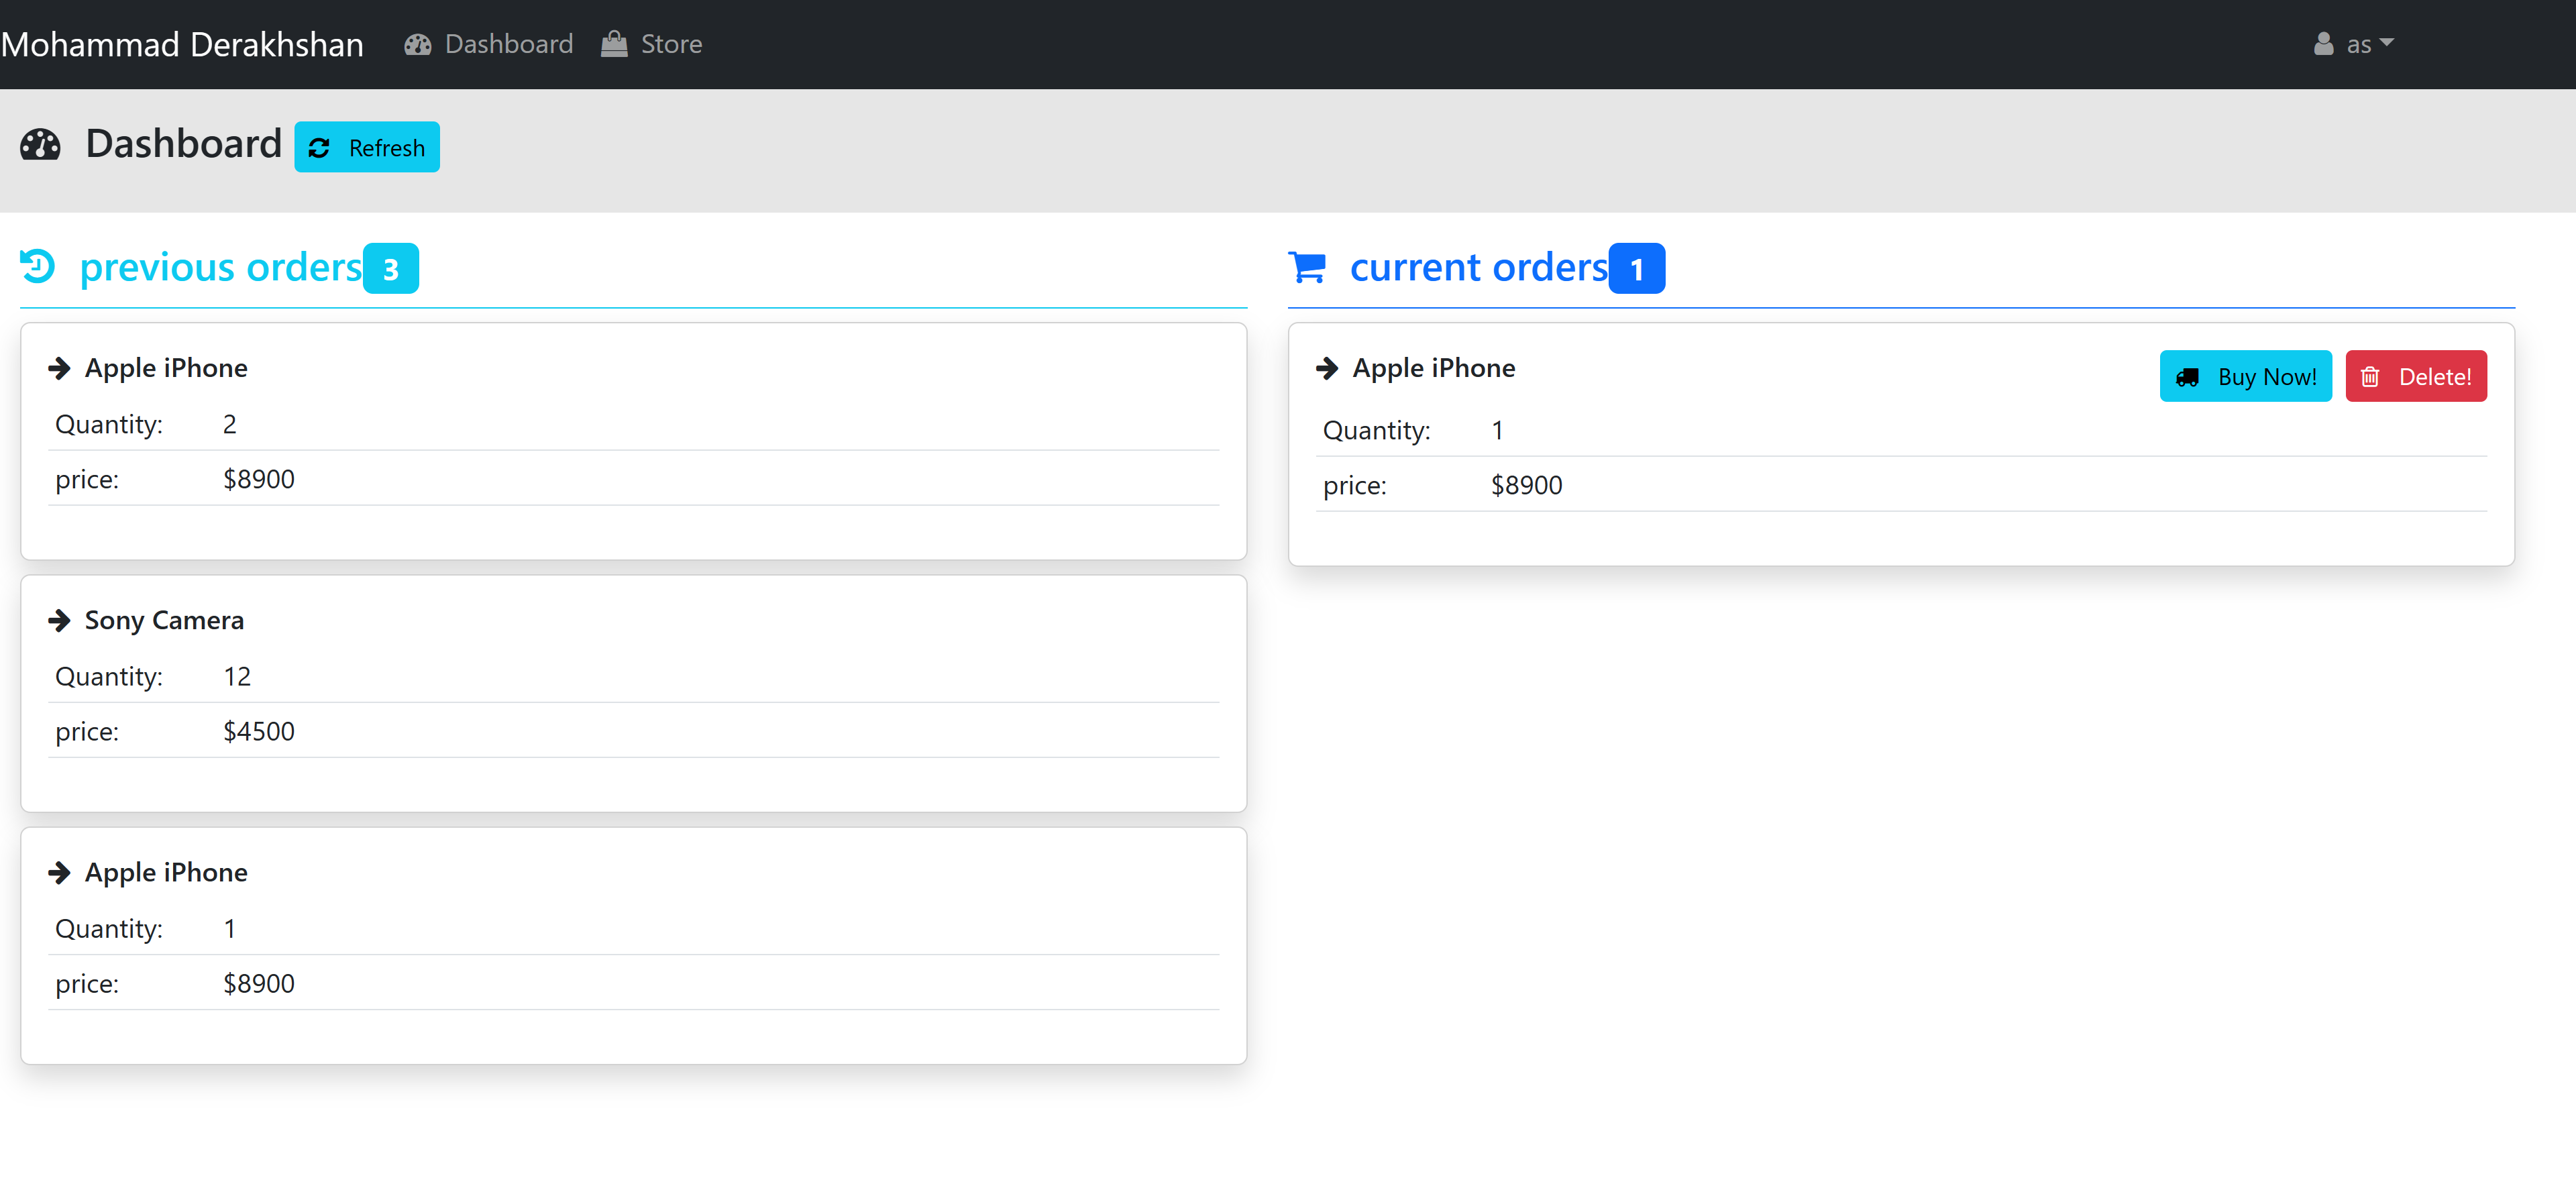 Mohammad Derakhshan Dashboard Store as
Dashboard Refresh
previous orders 3
Apple iPhone
Quantity: 2
price: $8900
Sony Camera
Quantity: 12
price: $4500
Apple iPhone
Quantity: 1
price: $8900
current orders 1
Apple iPhone Buy Now! Delete!
Quantity: 1
price: $8900